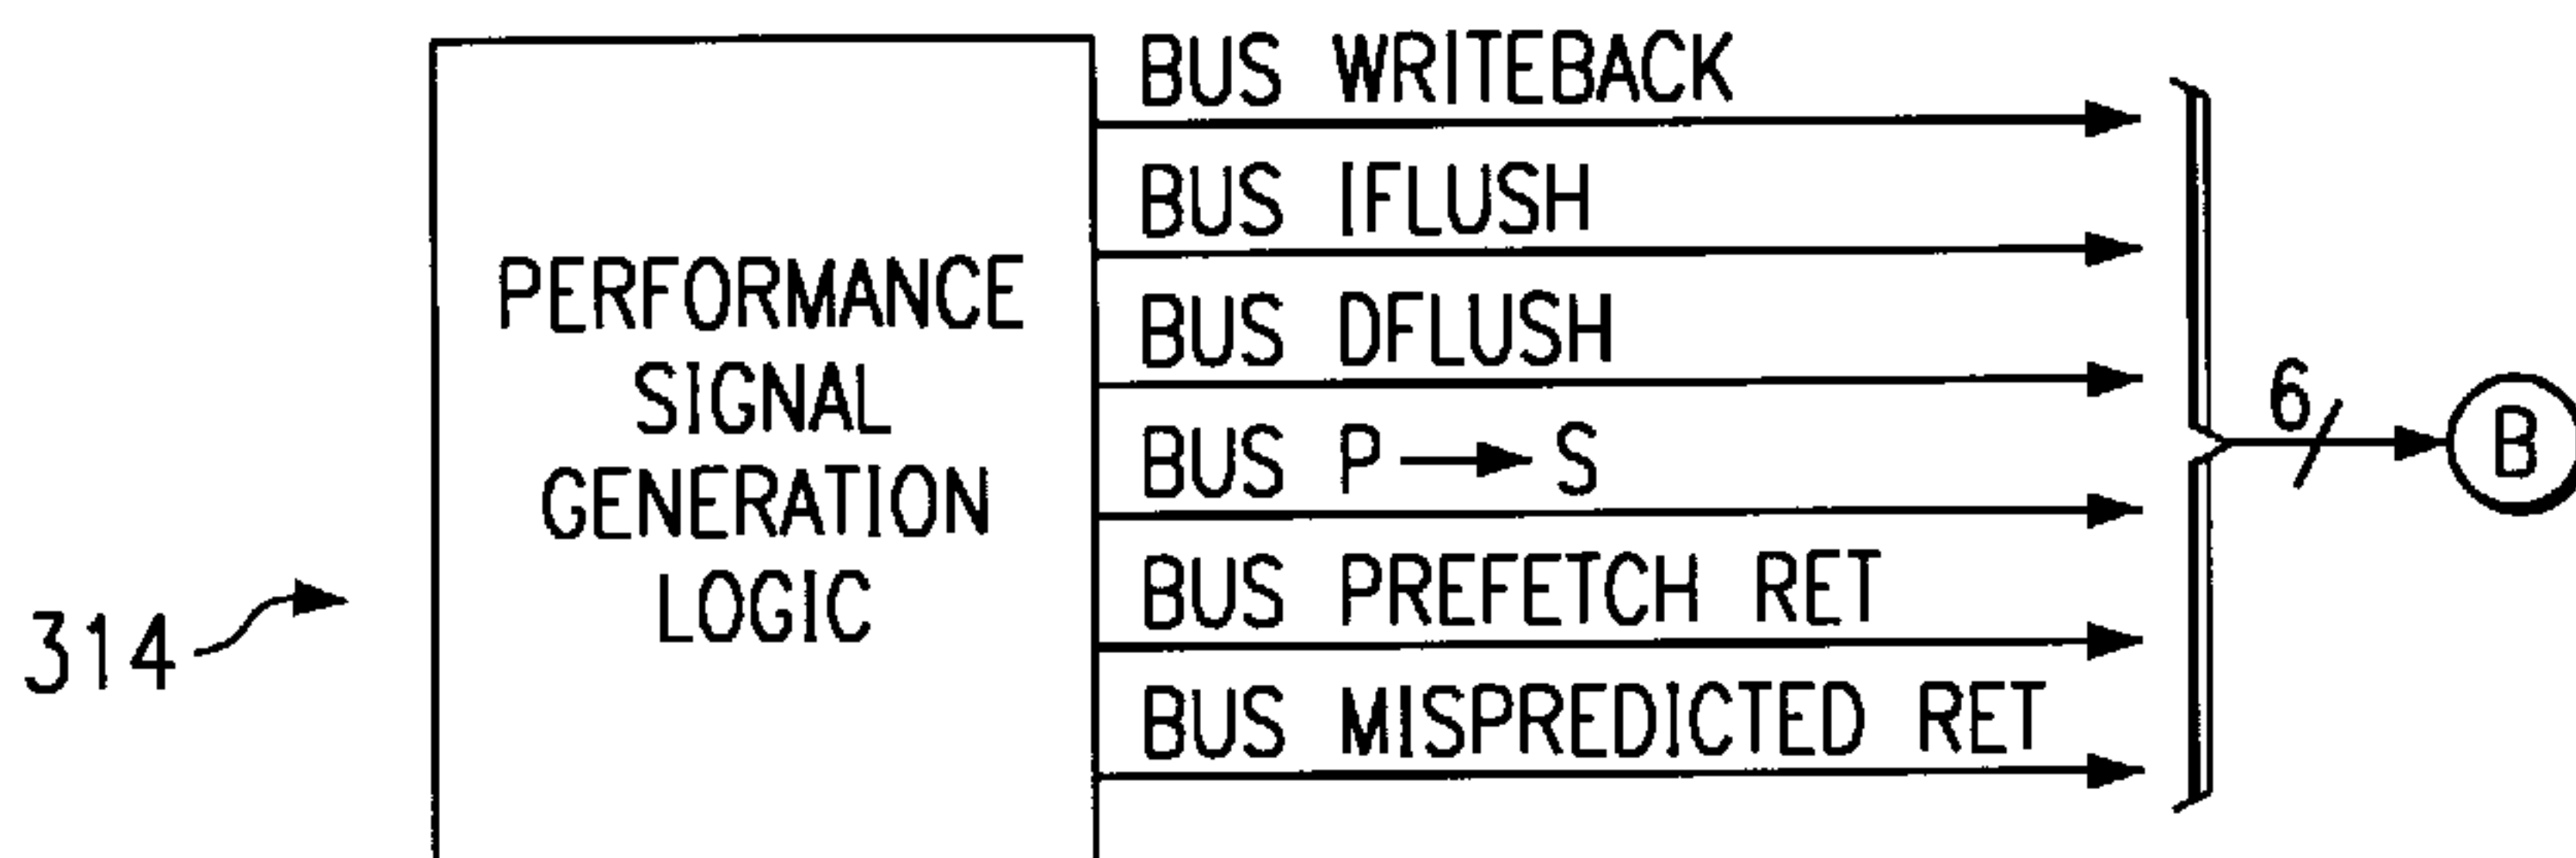 BUS WRITEBACK
BUS IFLUSH
PERFORMANCE
SIGNAL
GENERATION
LOGIC
BUS DFLUSH
BUS P → S
BUS PREFETCH RET
BUS MISPREDICTED RET
6
B
314